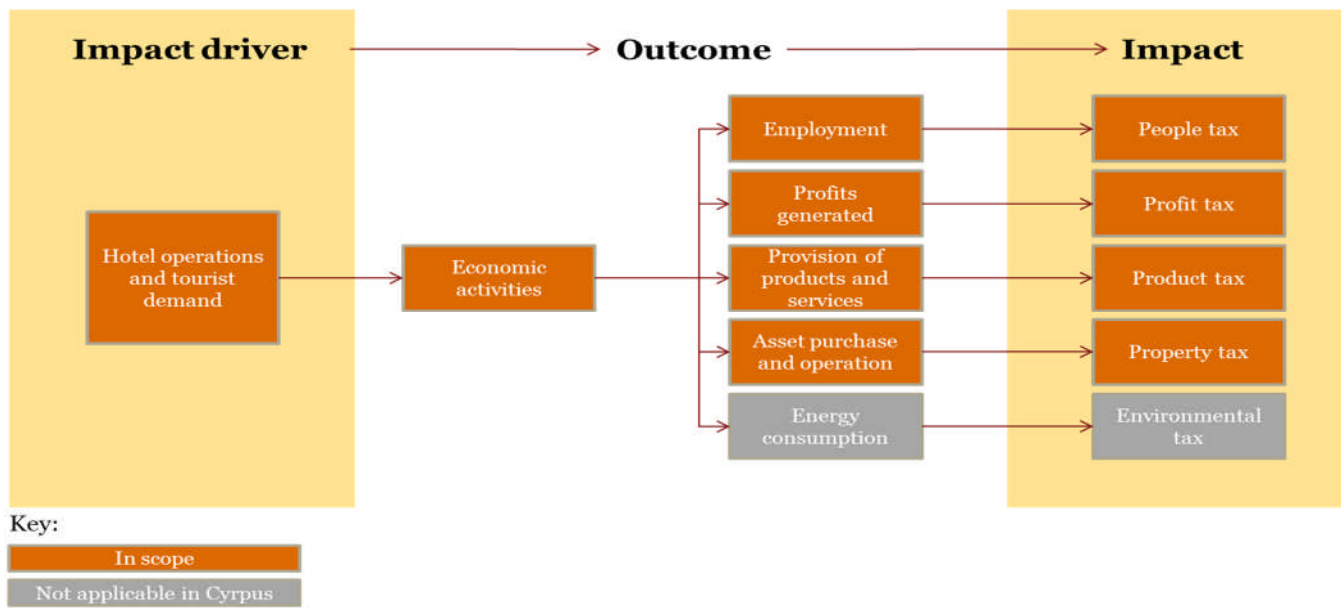 Impact driver
Outcome
Impact
Employment
People tax
Profits
generated
Profit tax
Hotel operations
and tourist
demand
Economic
activities
Provision of
products and
services
Product tax
Asset purchase
and operation
Property tax
Energy
consumption
Environmental
tax
Key:
In scope
Not applicable in Cyrpus